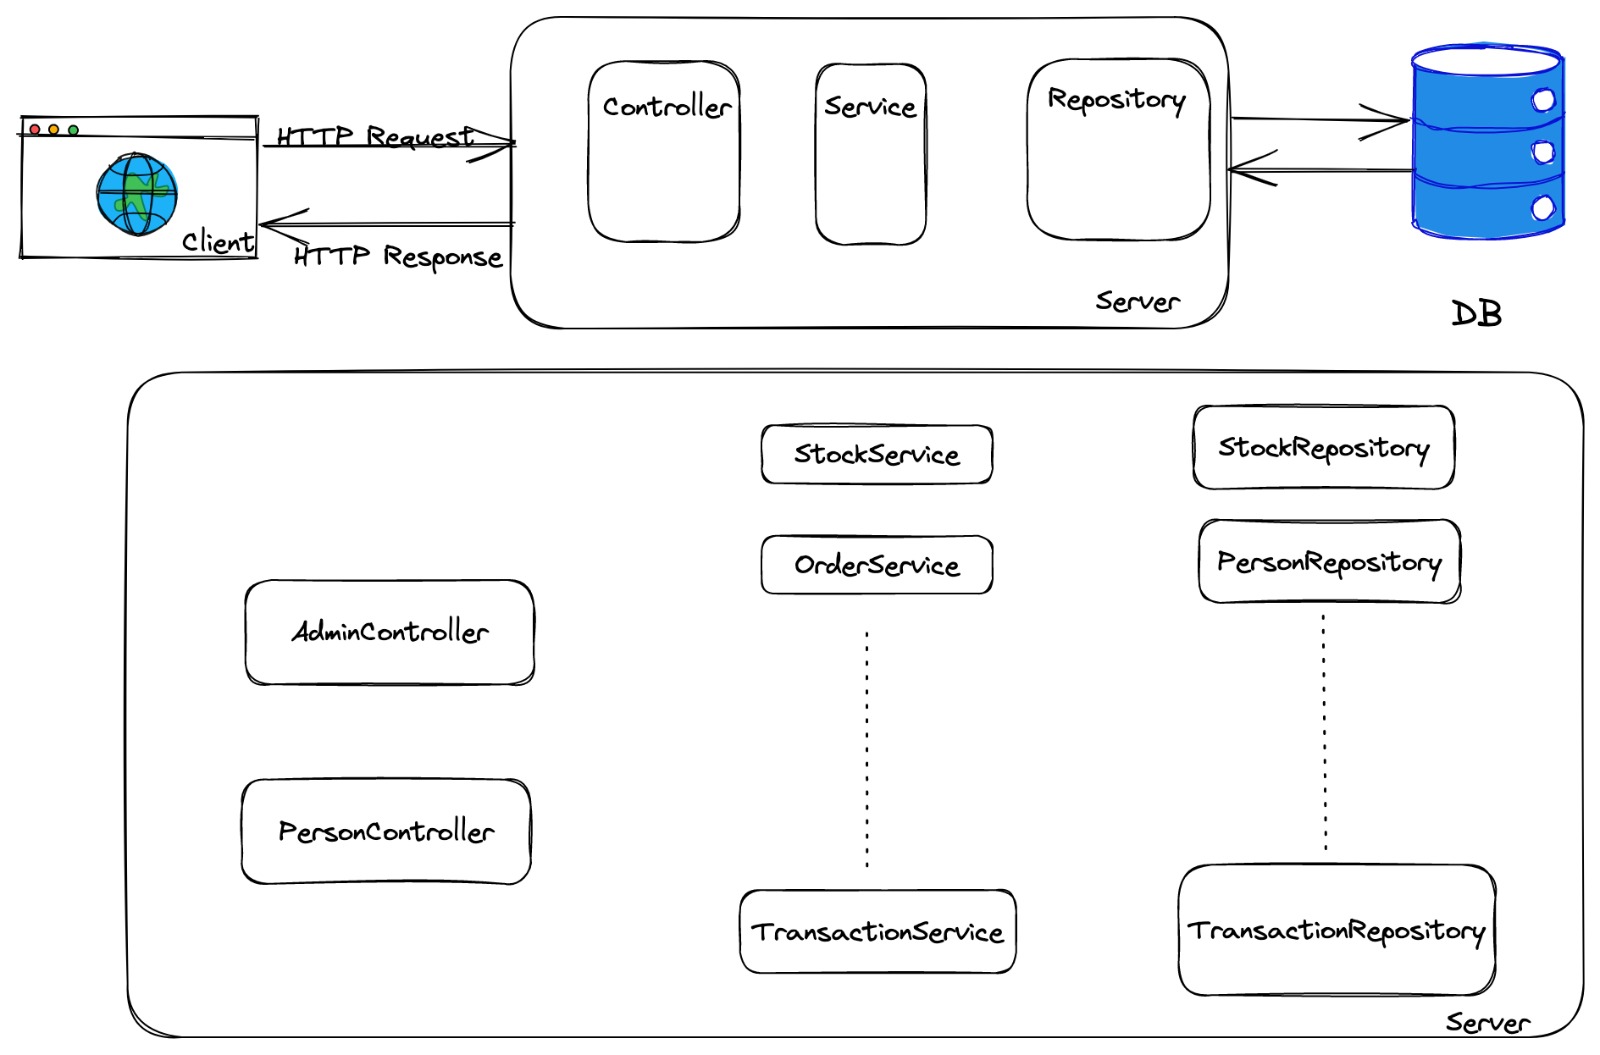 Controller
Service
Repository
HTTP Request
Client
HTTP Response
Server
DB
StockService
StockRepository
OrderService
PersonRepository
AdminController
PersonController
TransactionService
TransactionRepository
Server